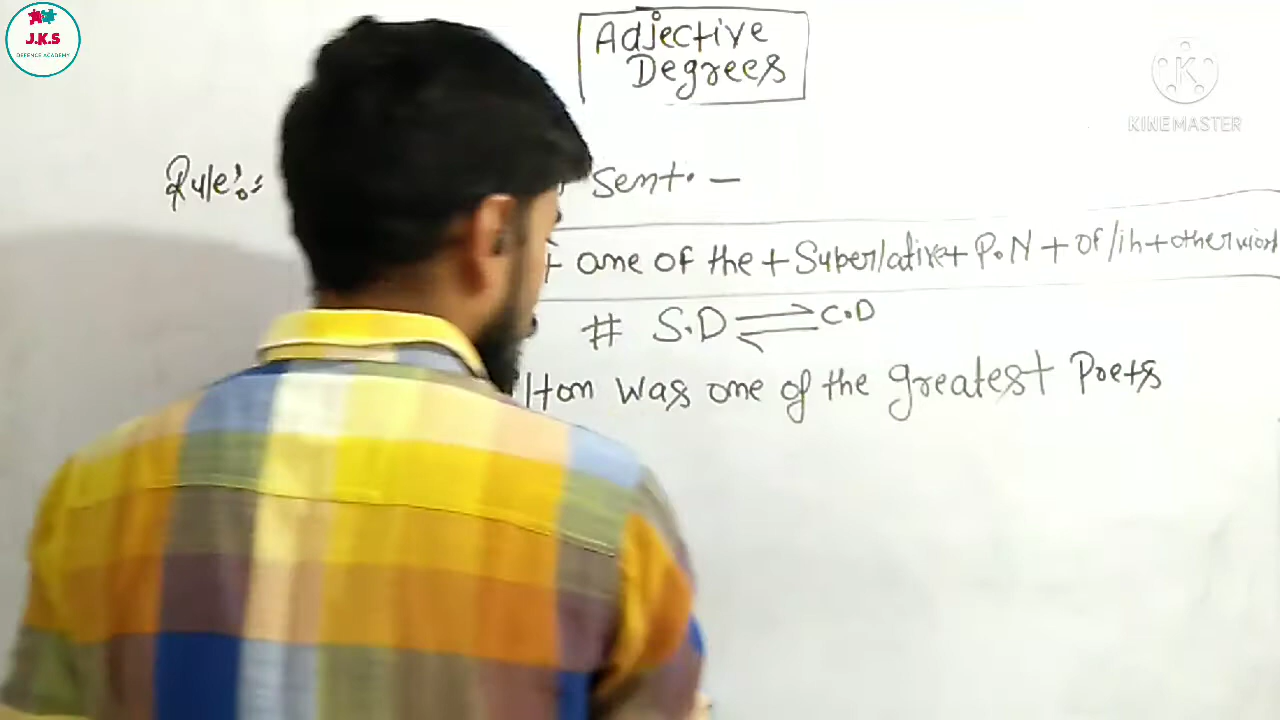 J.K.S
DEFENCE ACADEMY
Adjective
Degrees
KINEMASTER
Rule:= Sent. —
+ one of the + Superlative + P.N + of/in + other word
# S.D ⇌ C.D
lton was one of the greatest Poets